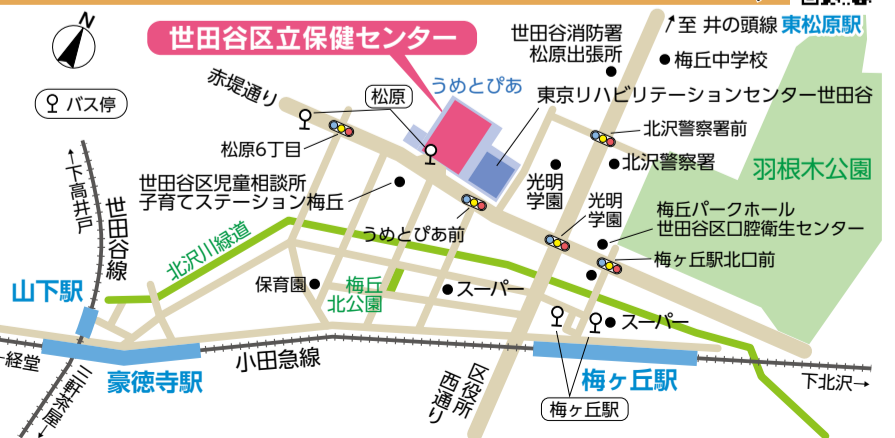 N
世田谷区立保健センター
世田谷消防署
松原出張所
至 井の頭線 東松原駅
梅丘中学校
赤堤通り
バス停
松原
うめとぴあ
東京リハビリテーションセンター世田谷
北沢警察署前
松原6丁目
北沢警察署
羽根木公園
世田谷区児童相談所
子育てステーション梅丘
光明
学園
光明
学園
梅丘パークホール
世田谷区口腔衛生センター
←下高井戸
世田谷線
うめとぴあ前
北沢川緑道
梅ヶ丘駅北口前
山下駅
保育園
梅丘
北公園
スーパー
スーパー
←経堂
小田急線
豪徳寺駅
三軒茶屋→
区役所
西通り
梅ヶ丘駅
梅ヶ丘駅
下北沢→